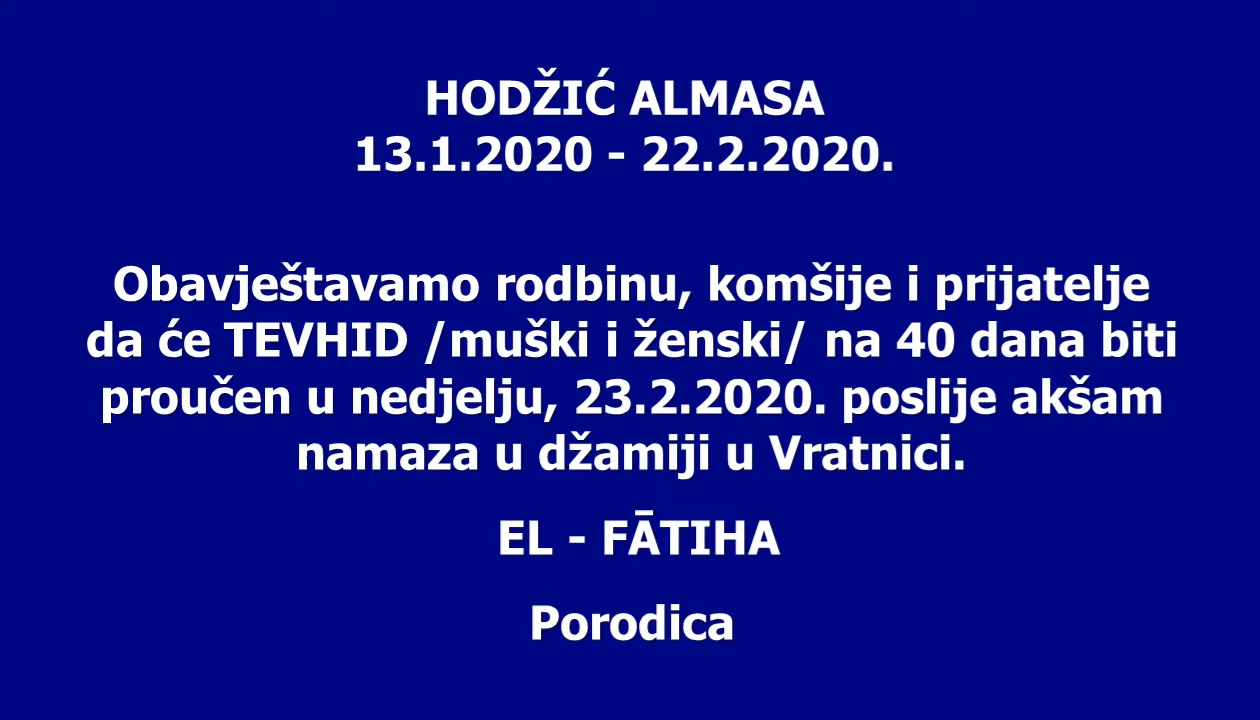 HODŽIĆ ALMASA
13.1.2020 - 22.2.2020.
Obavještavamo rodbinu, komšije i prijatelje
da će TEVHID /muški i ženski/ na 40 dana biti
proučen u nedjelju, 23.2.2020. poslije akšam
namaza u džamiji u Vratnici.
EL - FĀTIHA
Porodica